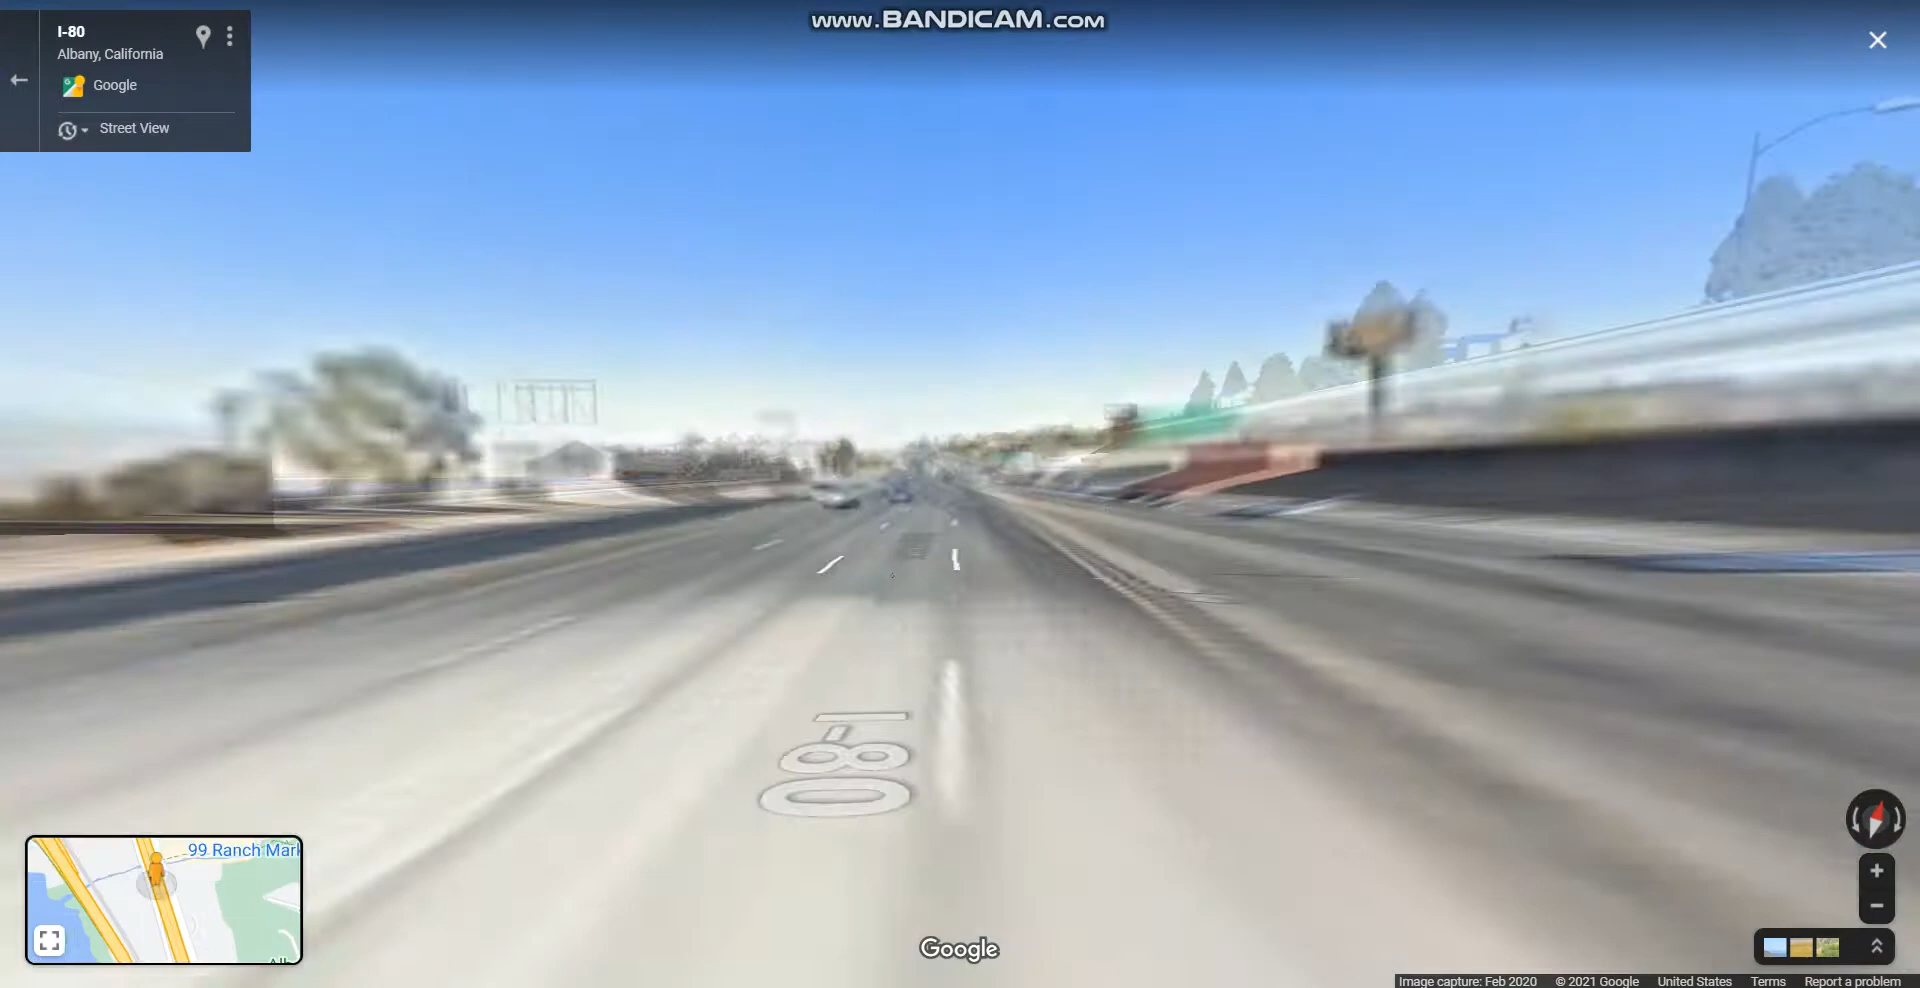 www.BANDICAM.com
I-80
Albany, California
Google
Street View
I-80
99 Ranch Mark
Google
Image capture: Feb 2020 © 2021 Google United States Terms Report a problem